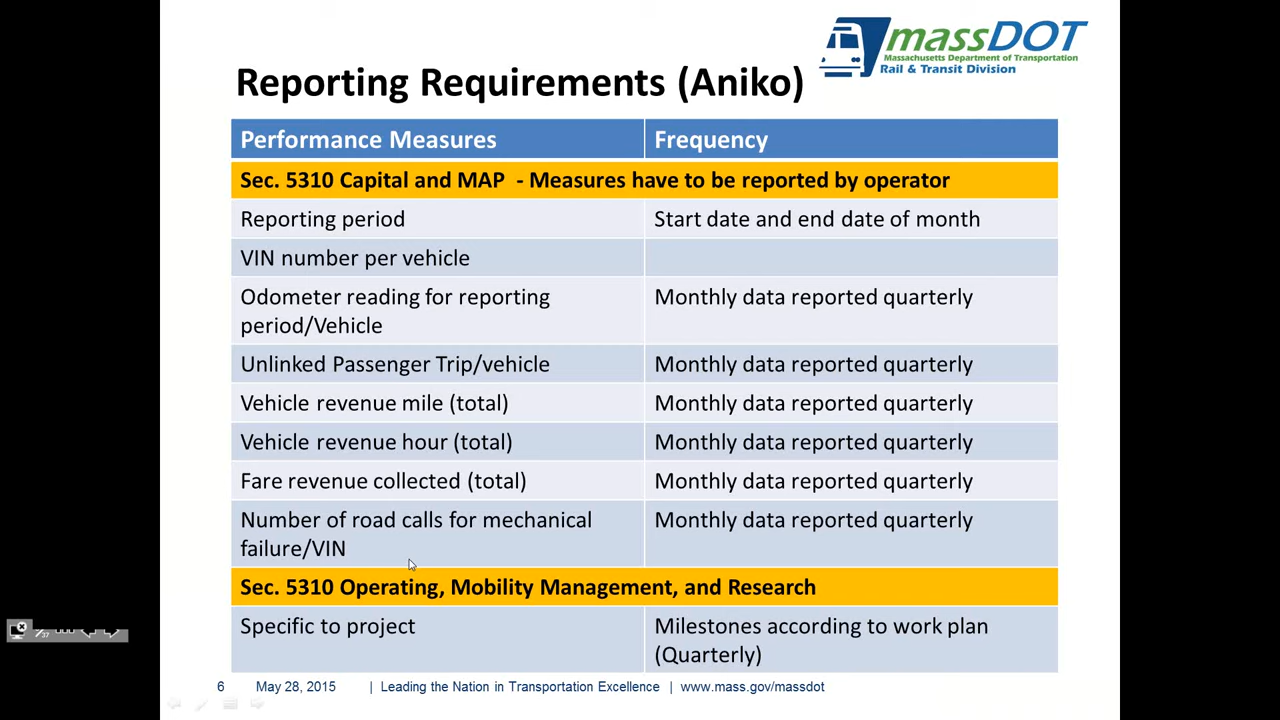 massDOT
Massachusetts Department of Transportation
Rail & Transit Division
Reporting Requirements (Aniko)
Performance Measures Frequency
Sec. 5310 Capital and MAP - Measures have to be reported by operator
Reporting period Start date and end date of month
VIN number per vehicle
Odometer reading for reporting
period/Vehicle
Monthly data reported quarterly
Unlinked Passenger Trip/vehicle Monthly data reported quarterly
Vehicle revenue mile (total) Monthly data reported quarterly
Vehicle revenue hour (total) Monthly data reported quarterly
Fare revenue collected (total) Monthly data reported quarterly
Number of road calls for mechanical
failure/VIN
Monthly data reported quarterly
Sec. 5310 Operating, Mobility Management, and Research
Specific to project
Milestones according to work plan
(Quarterly)
6 May 28, 2015 | Leading the Nation in Transportation Excellence | www.mass.gov/massdot